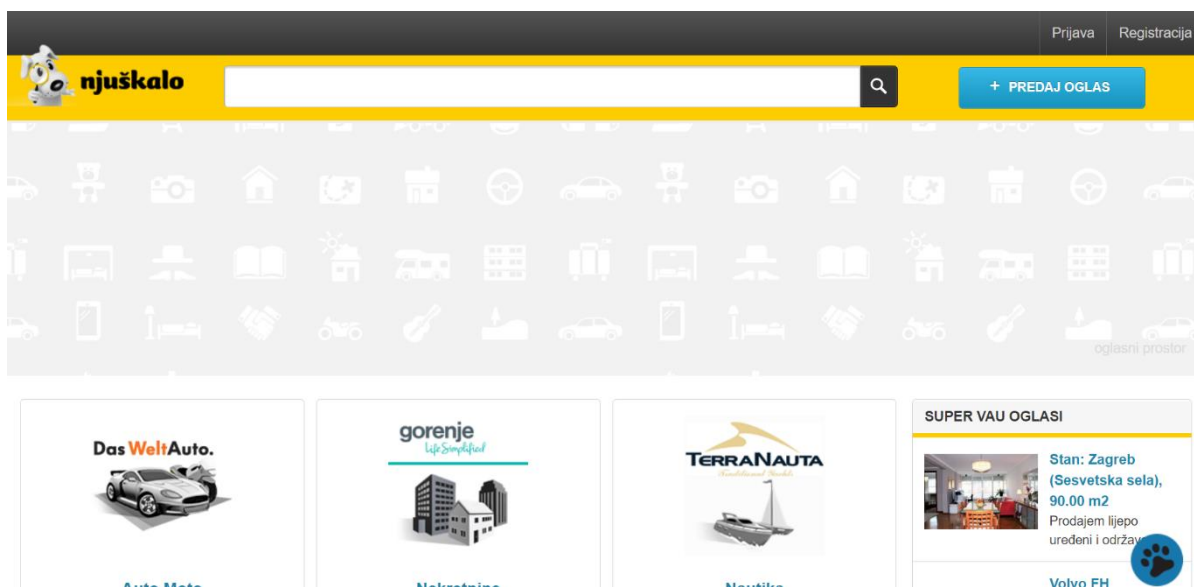 Prijava Registracija
njuškalo
+ PREDAJ OGLAS
oglasni prostor
Das WeltAuto.
gorenje
Life Simplified
TERRANAUTA
SUPER VAU OGLASI
Stan: Zagreb
(Sesvetska sela),
90.00 m2
Prodajem lijepo
uređeni i održav
Auto Moto
Nekretnine
Nautika
Volvo FH